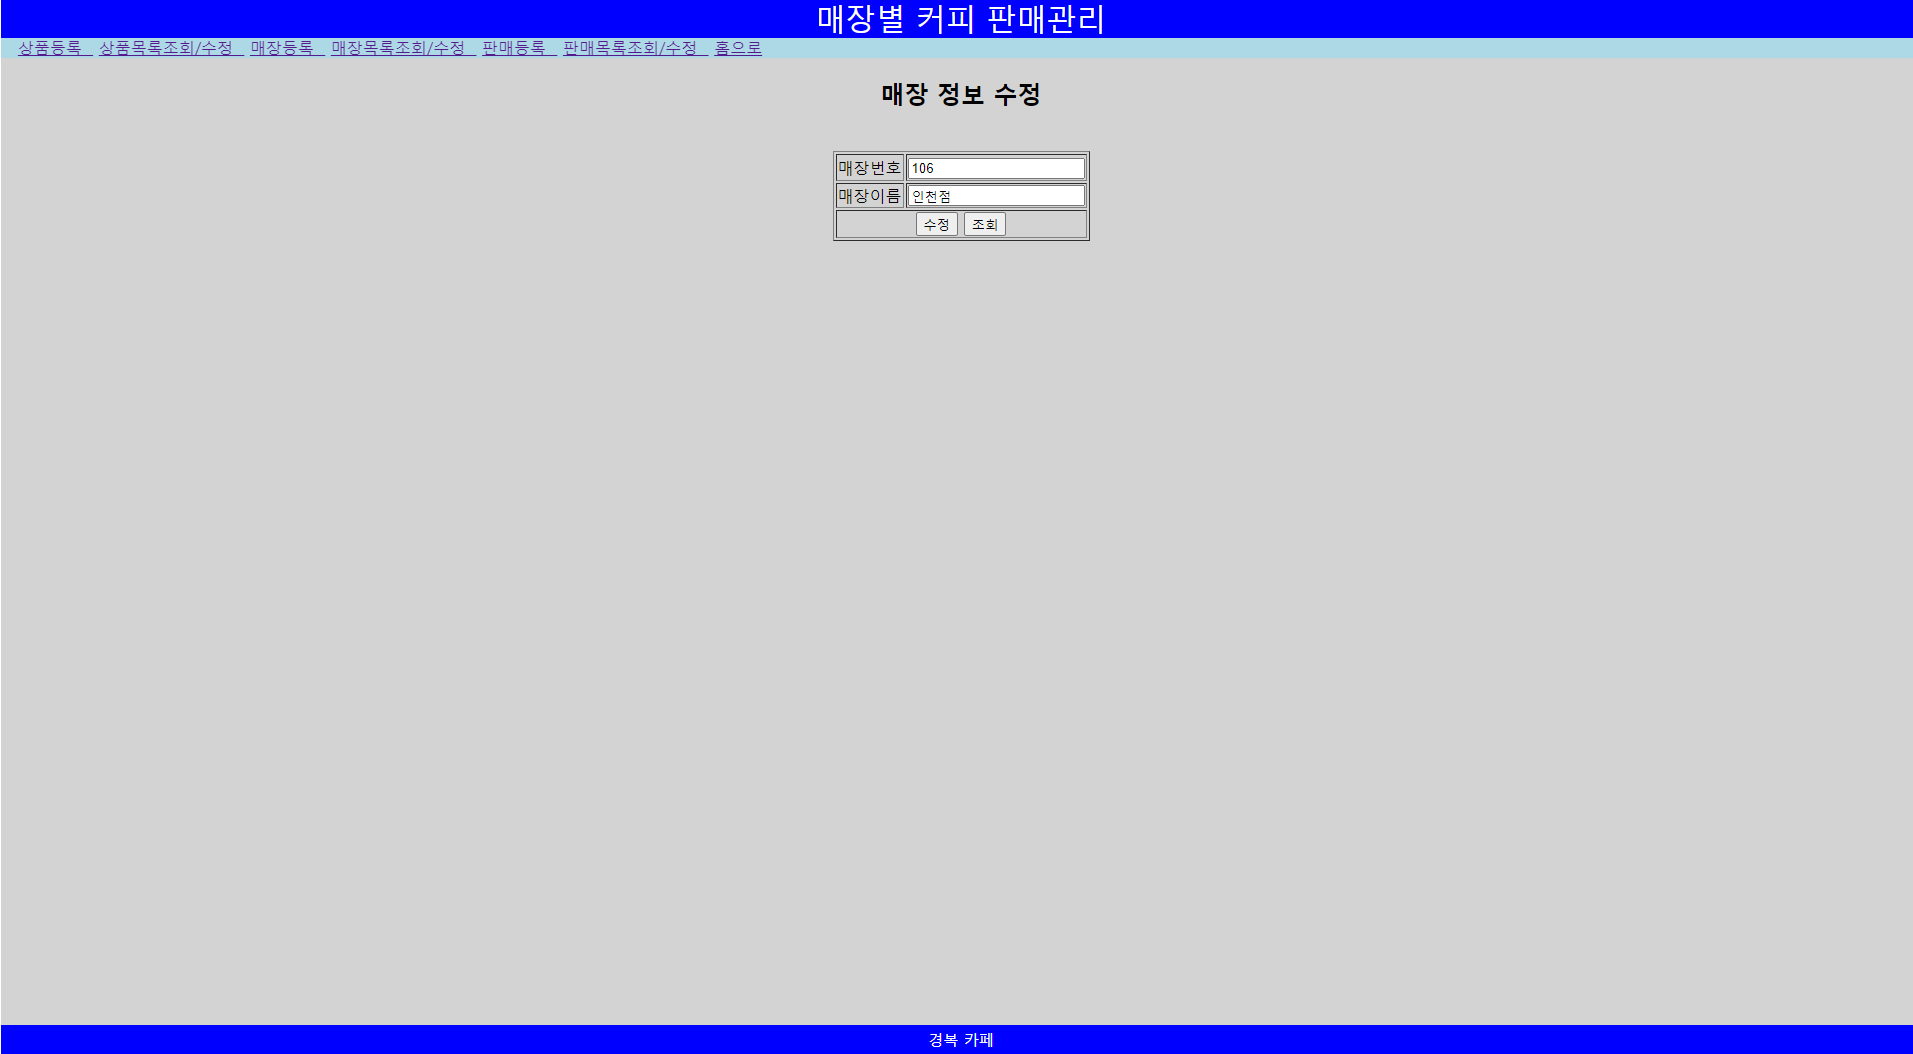 매장별 커피 판매관리
상품등록 상품목록조회/수정 매장등록 매장목록조회/수정 판매등록 판매목록조회/수정 홈으로
매장 정보 수정
매장번호 106
매장이름 인천점
수정 조회
경복 카페